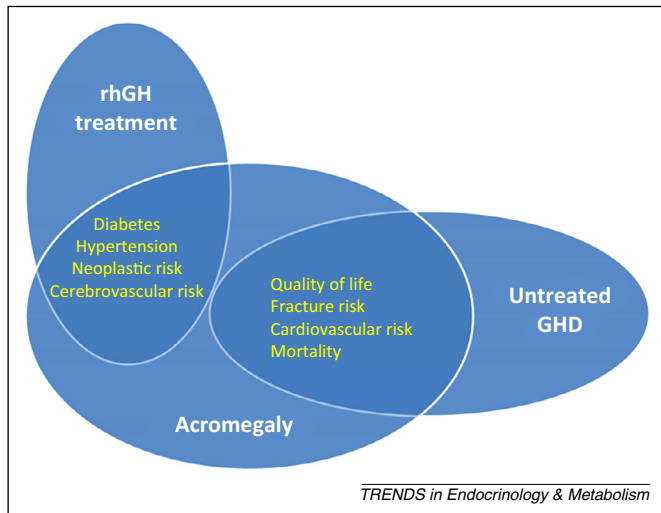 rhGH
treatment
Diabetes
Hypertension
Neoplastic risk
Cerebrovascular risk
Quality of life
Fracture risk
Cardiovascular risk
Mortality
Untreated
GHD
Acromegaly
TRENDS in Endocrinology & Metabolism